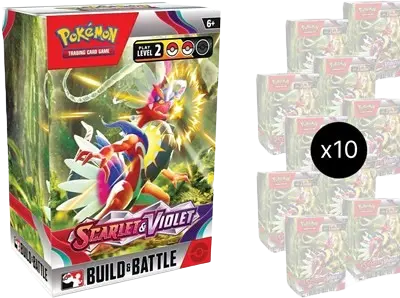 Pokémon
TRADING CARD GAME
6+
PLAY
LEVEL 2
SCARLET & VIOLET
BUILD & BATTLE
x10